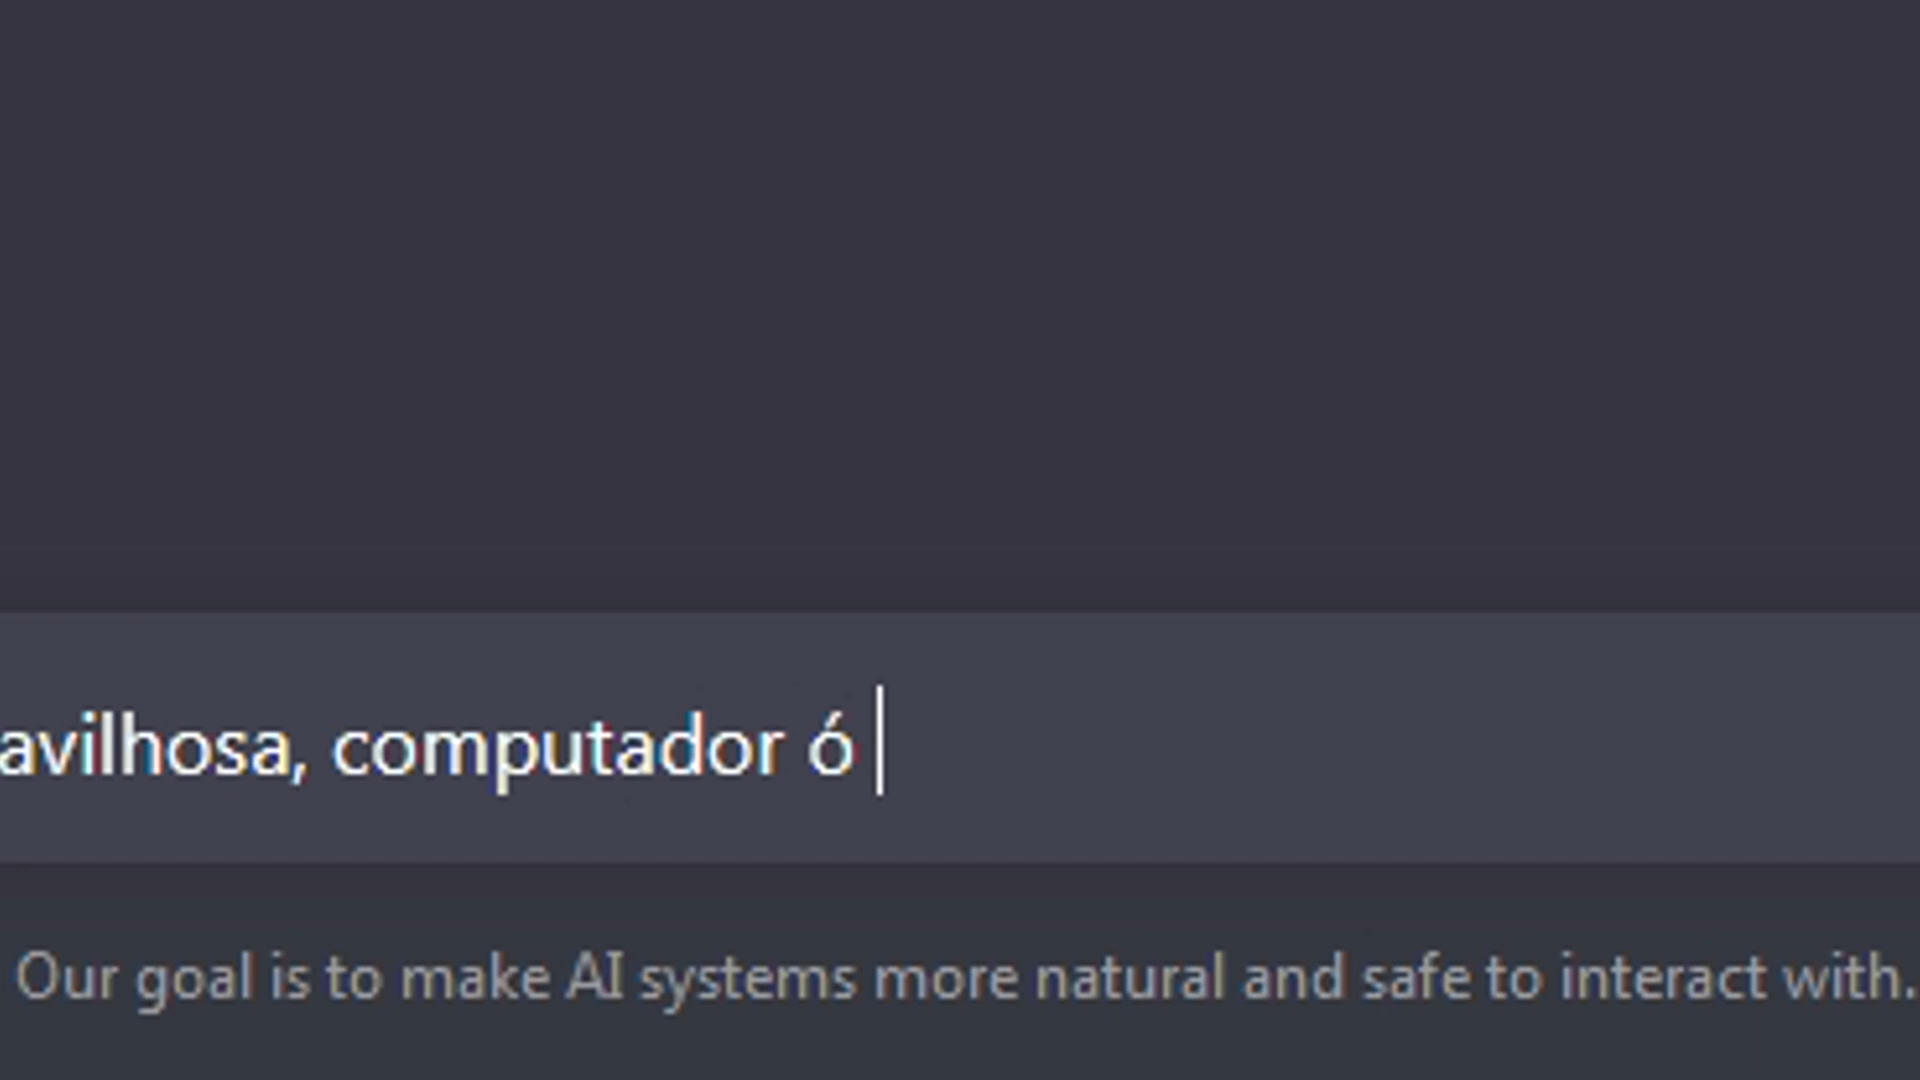 avilhosa, computador ó
Our goal is to make AI systems more natural and safe to interact with.